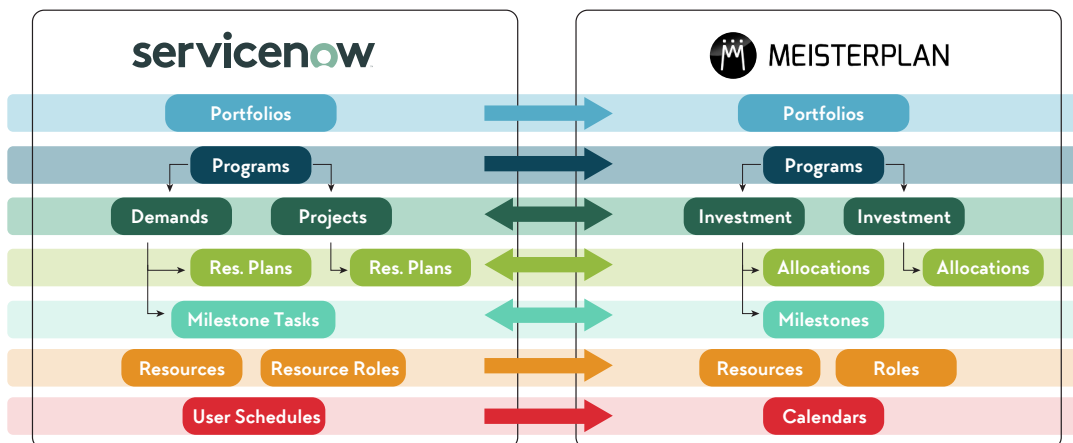 servicenow
MEISTERPLAN
Portfolios
Portfolios
Programs
Programs
Demands
Projects
Investment
Investment
Res. Plans
Res. Plans
Allocations
Allocations
Milestone Tasks
Milestones
Resources
Resource Roles
Resources
Roles
User Schedules
Calendars